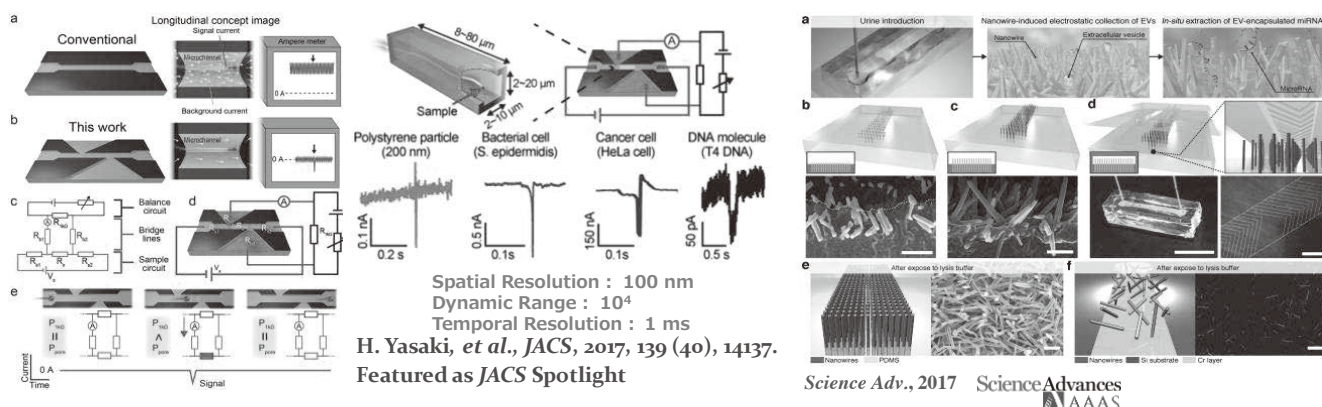 a
Longitudinal concept image
Conventional
Signal current
Microchannel
Background current
Ampere meter
0 A
b
This work
Microchannel
0 A
c
Balance circuit
Bridge lines
Sample circuit
d
e
Current
0 A
Time
Signal
8~80 μm
2~20 μm
2~10 μm
Sample
A
Polystyrene particle
(200 nm)
Bacterial cell
(S. epidermidis)
Cancer cell
(HeLa cell)
DNA molecule
(T4 DNA)
0.1 nA
0.2 s
0.5 nA
0.1s
150 nA
0.1s
50 pA
0.5 s
Spatial Resolution : 100 nm
Dynamic Range : 10⁴
Temporal Resolution : 1 ms
H. Yasaki, et al., JACS, 2017, 139 (40), 14137.
Featured as JACS Spotlight
a
Urine introduction
Nanowire-induced electrostatic collection of EVs
In-situ extraction of EV-encapsulated miRNA
Nanowire
Extracellular vesicle
MicroRNA
b
c
d
e
After expose to lysis buffer
f
After expose to lysis buffer
Nanowires PDMS
Nanowires Si substrate Cr layer
Science Adv., 2017
Science Advances
AAAS